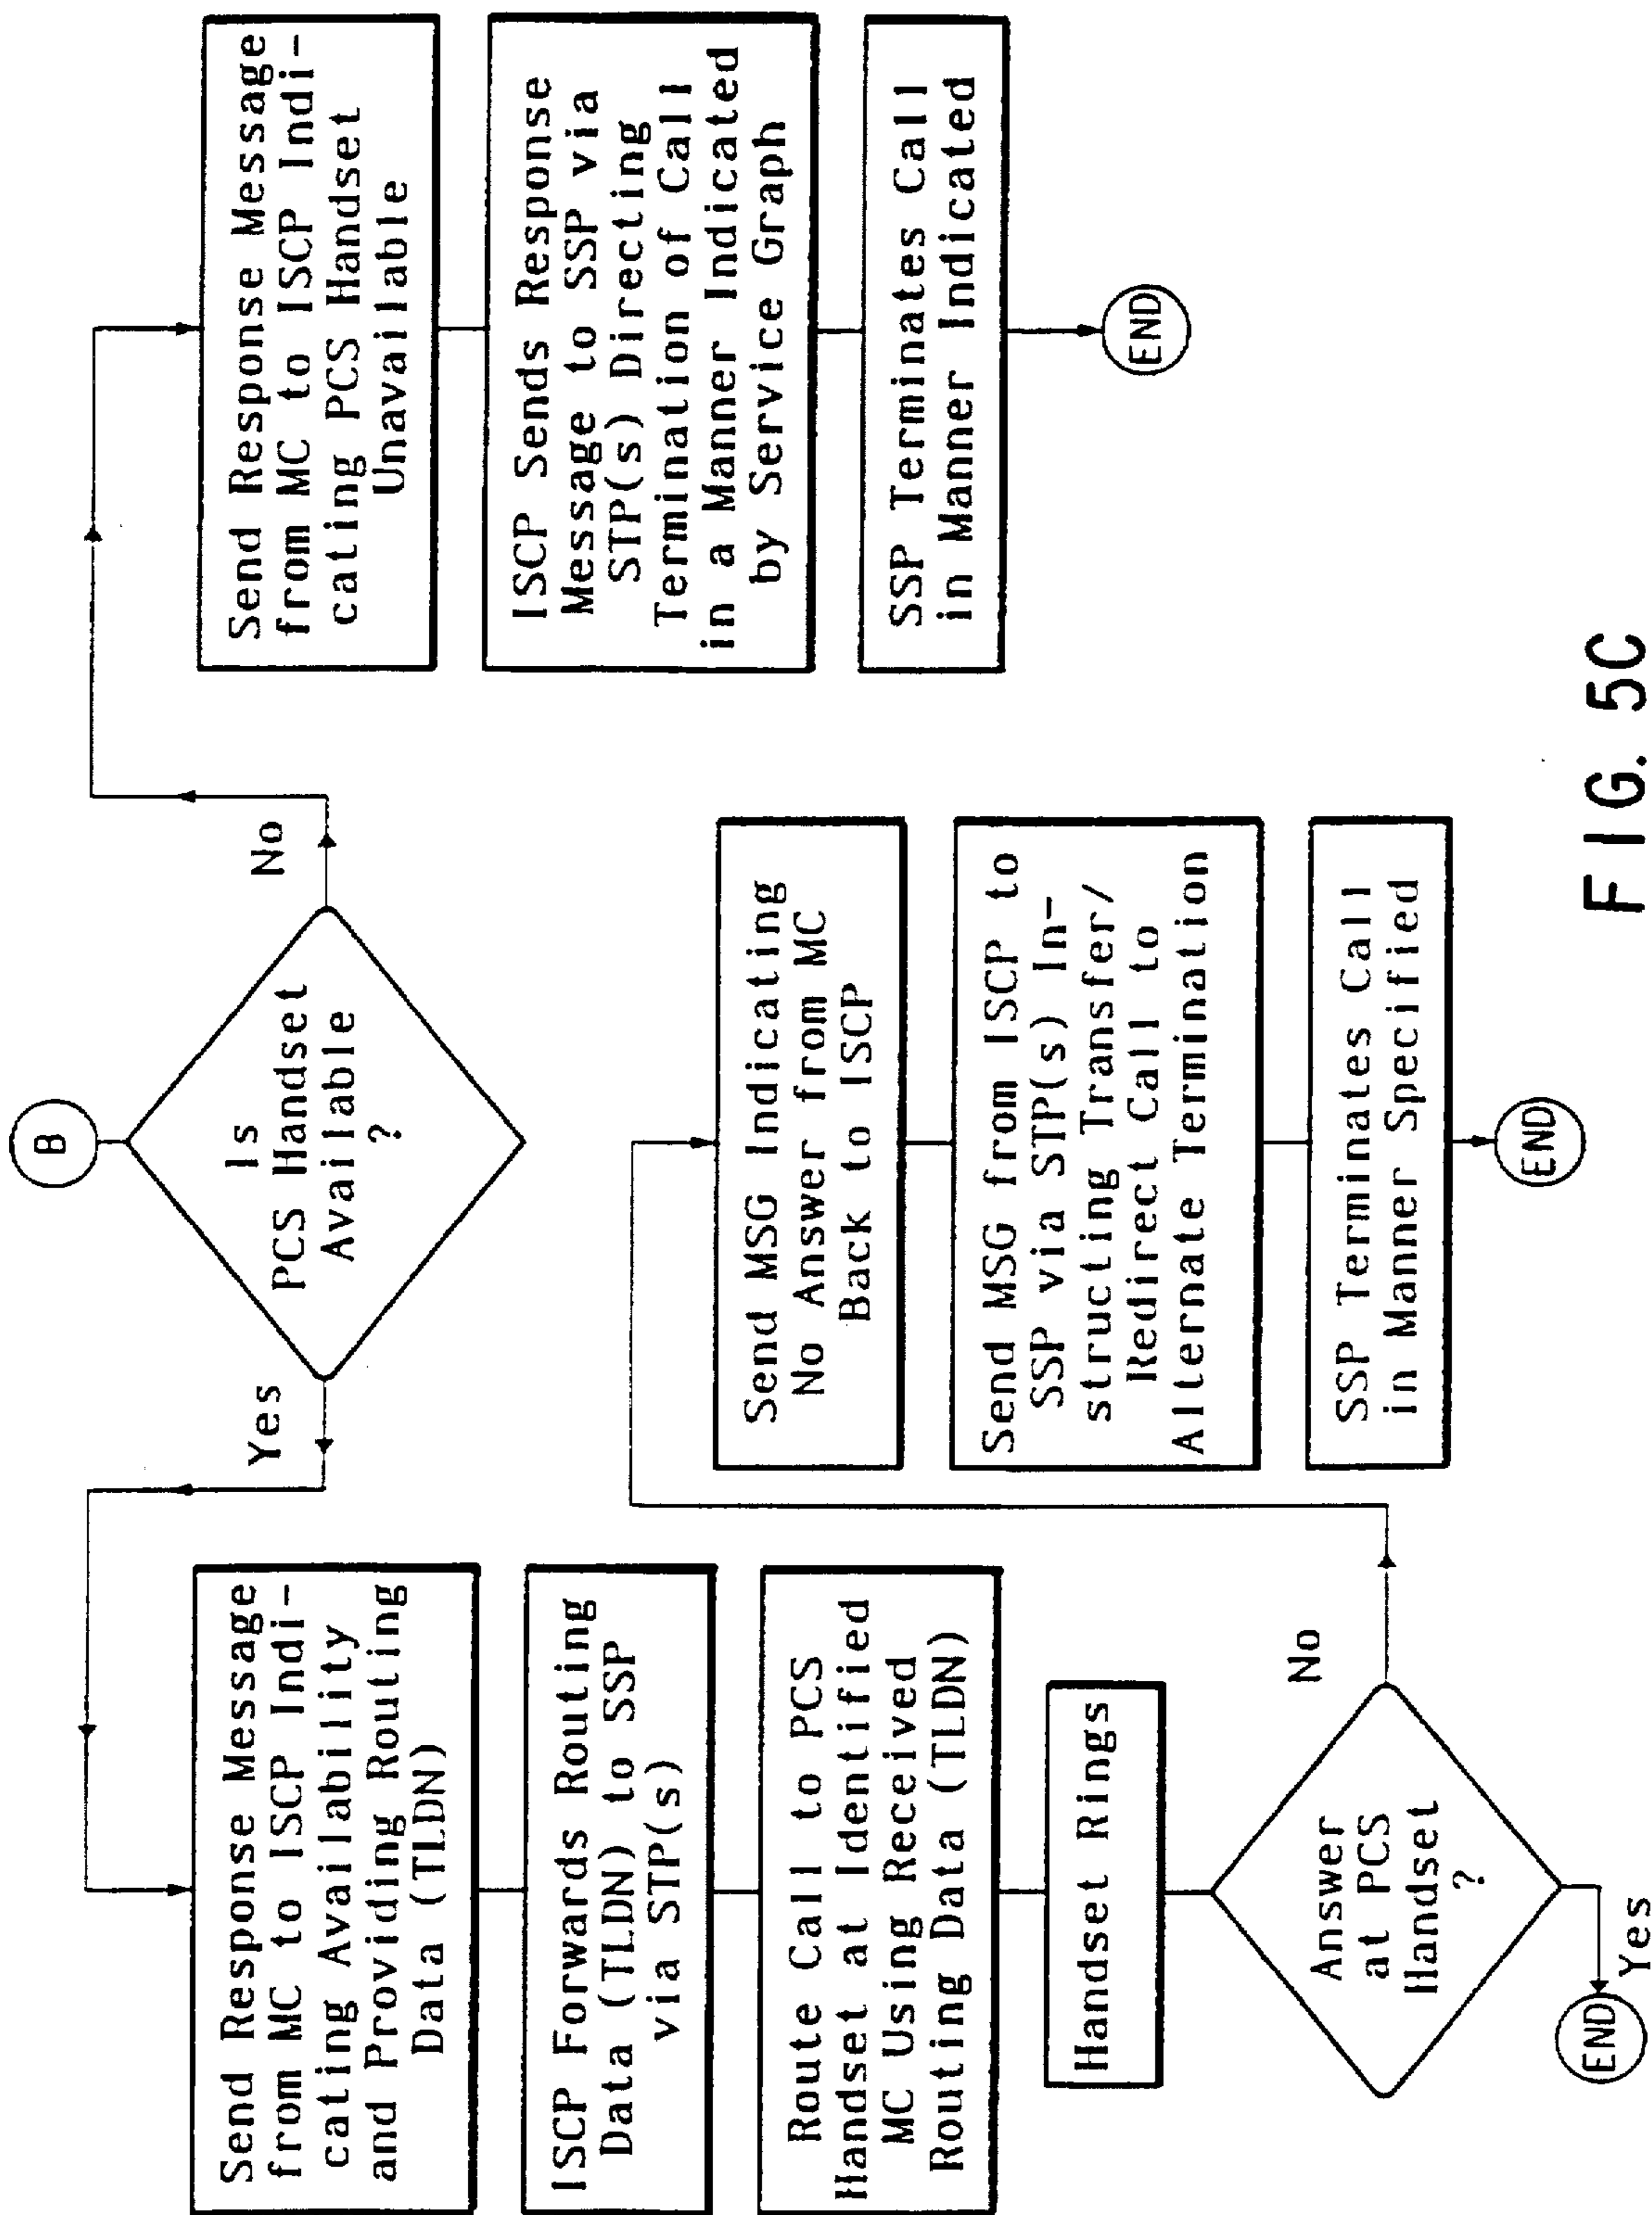 B
Is
PCS Handset
Available
?
Yes
No
Send Response Message
from MC to ISCP Indi-
cating Availability
and Providing Routing
Data (TLDN)
ISCP Forwards Routing
Data (TLDN) to SSP
via STP(s)
Route Call to PCS
Handset at Identified
MC Using Received
Routing Data (TLDN)
Handset Rings
Answer
at PCS
Handset
?
Yes
END
No
Send MSG Indicating
No Answer from MC
Back to ISCP
Send MSG from ISCP to
SSP via STP(s) In-
structing Transfer/
Redirect Call to
Alternate Termination
SSP Terminates Call
in Manner Specified
END
Send Response Message
from MC to ISCP Indi-
cating PCS Handset
Unavailable
ISCP Sends Response
Message to SSP via
STP(s) Directing
Termination of Call
in a Manner Indicated
by Service Graph
SSP Terminates Call
in Manner Indicated
END
FIG. 5C